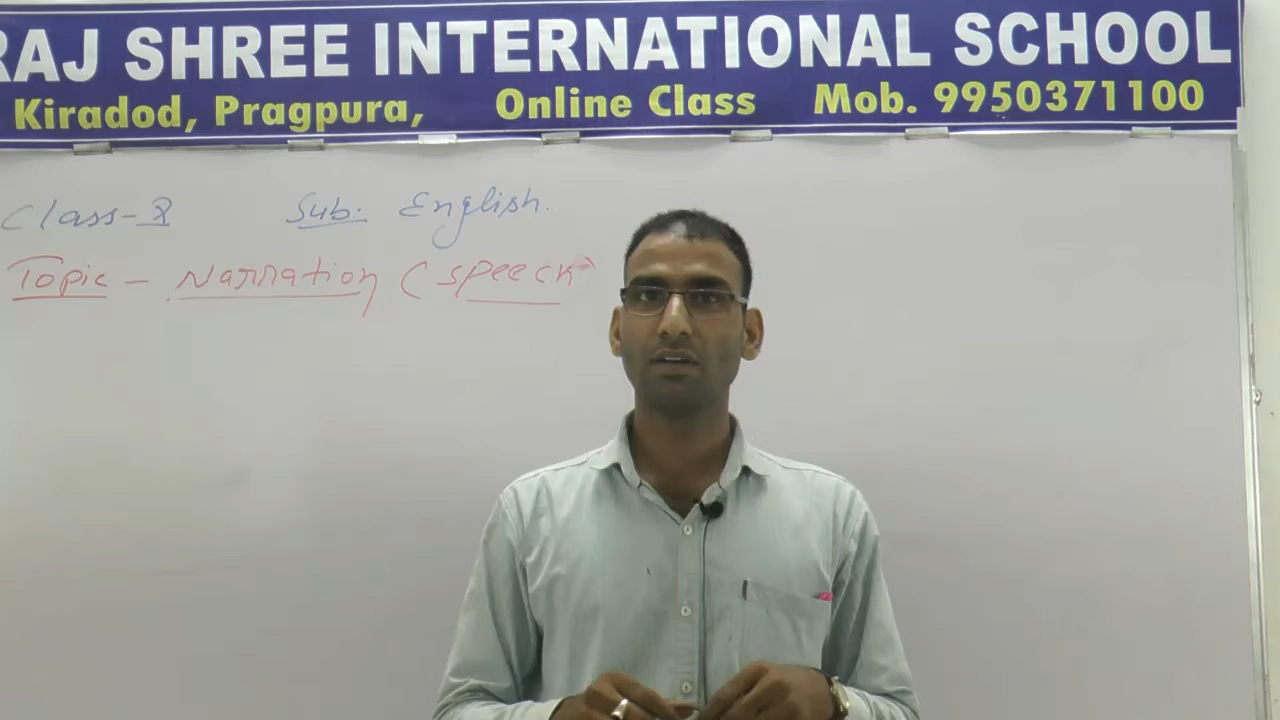 RAJ SHREE INTERNATIONAL SCHOOL
Kiradod, Pragpura, Online Class Mob. 9950371100
Class- Sub: English.
Topic - Narration (speech